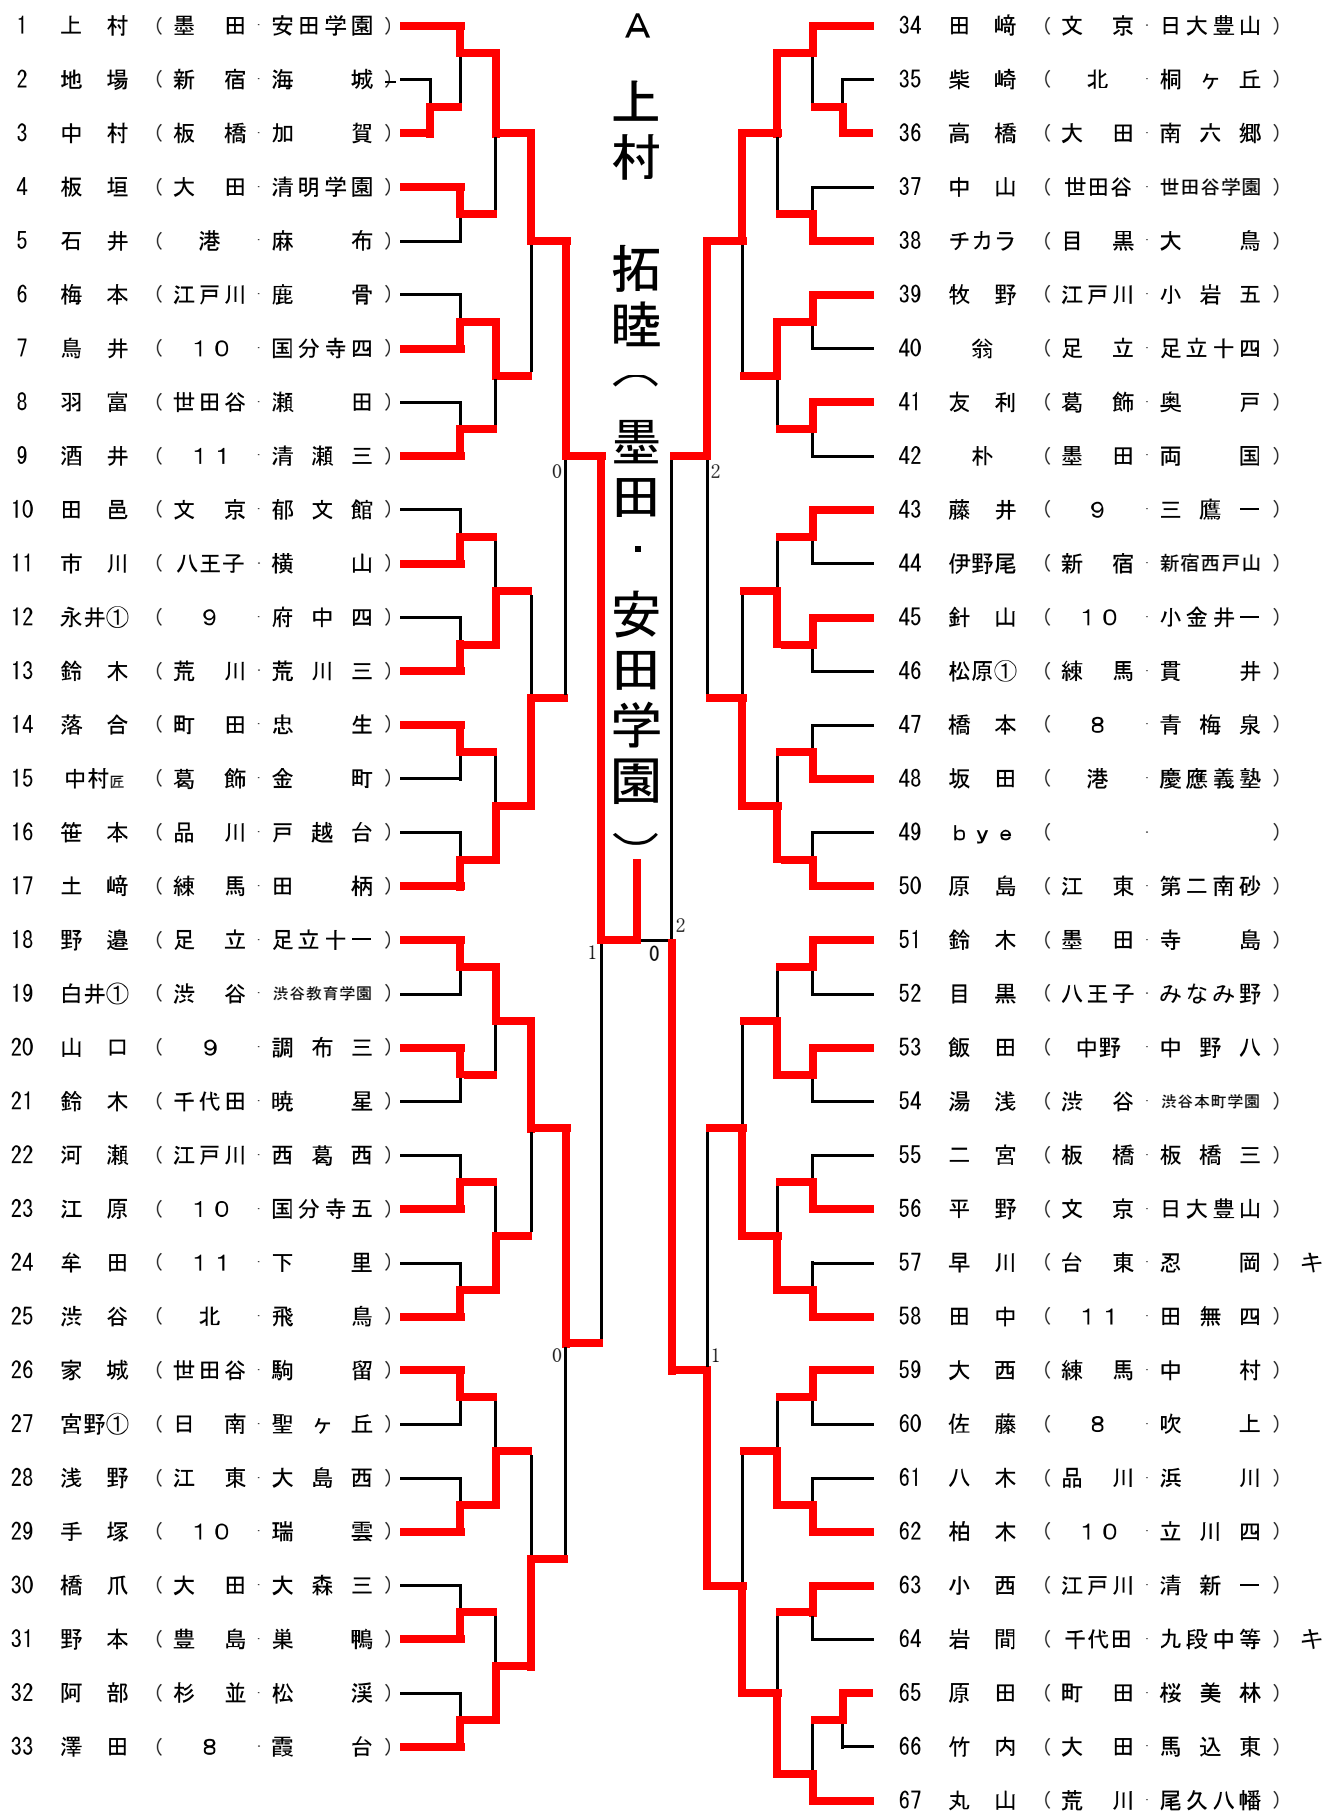 1 上村 ( 墨田 · 安田学園 )
2 地場 ( 新宿 · 海城 )
3 中村 ( 板橋 · 加賀 )
4 板垣 ( 大田 · 清明学園 )
5 石井 ( 港 · 麻布 )
6 梅本 ( 江戸川 · 鹿骨 )
7 鳥井 ( 10 · 国分寺四 )
8 羽富 ( 世田谷 · 瀬田 )
9 酒井 ( 11 · 清瀬三 )
10 田邑 ( 文京 · 郁文館 )
11 市川 ( 八王子 · 横山 )
12 永井① ( 9 · 府中四 )
13 鈴木 ( 荒川 · 荒川三 )
14 落合 ( 町田 · 忠生 )
15 中村匠 ( 葛飾 · 金町 )
16 笹本 ( 品川 · 戸越台 )
17 土﨑 ( 練馬 · 田柄 )
18 野邉 ( 足立 · 足立十一 )
19 白井① ( 渋谷 · 渋谷教育学園 )
20 山口 ( 9 · 調布三 )
21 鈴木 ( 千代田 · 暁星 )
22 河瀬 ( 江戸川 · 西葛西 )
23 江原 ( 10 · 国分寺五 )
24 牟田 ( 11 · 下里 )
25 渋谷 ( 北 · 飛鳥 )
26 家城 ( 世田谷 · 駒留 )
27 宮野① ( 日南 · 聖ヶ丘 )
28 浅野 ( 江東 · 大島西 )
29 手塚 ( 10 · 瑞雲 )
30 橋爪 ( 大田 · 大森三 )
31 野本 ( 豊島 · 巣鴨 )
32 阿部 ( 杉並 · 松渓 )
33 澤田 ( 8 · 霞台 )
A
上村 拓睦（墨田・安田学園）
0
2
2
1
0
0
1
34 田﨑 ( 文京 · 日大豊山 )
35 柴崎 ( 北 · 桐ヶ丘 )
36 高橋 ( 大田 · 南六郷 )
37 中山 ( 世田谷 · 世田谷学園 )
38 チカラ ( 目黒 · 大鳥 )
39 牧野 ( 江戸川 · 小岩五 )
40 翁 ( 足立 · 足立十四 )
41 友利 ( 葛飾 · 奥戸 )
42 朴 ( 墨田 · 両国 )
43 藤井 ( 9 · 三鷹一 )
44 伊野尾 ( 新宿 · 新宿西戸山 )
45 針山 ( 10 · 小金井一 )
46 松原① ( 練馬 · 貫井 )
47 橋本 ( 8 · 青梅泉 )
48 坂田 ( 港 · 慶應義塾 )
49 bye ( · )
50 原島 ( 江東 · 第二南砂 )
51 鈴木 ( 墨田 · 寺島 )
52 目黒 ( 八王子 · みなみ野 )
53 飯田 ( 中野 · 中野八 )
54 湯浅 ( 渋谷 · 渋谷本町学園 )
55 二宮 ( 板橋 · 板橋三 )
56 平野 ( 文京 · 日大豊山 )
57 早川 ( 台東 · 忍岡 ) キ
58 田中 ( 11 · 田無四 )
59 大西 ( 練馬 · 中村 )
60 佐藤 ( 8 · 吹上 )
61 八木 ( 品川 · 浜川 )
62 柏木 ( 10 · 立川四 )
63 小西 ( 江戸川 · 清新一 )
64 岩間 ( 千代田 · 九段中等 ) キ
65 原田 ( 町田 · 桜美林 )
66 竹内 ( 大田 · 馬込東 )
67 丸山 ( 荒川 · 尾久八幡 )